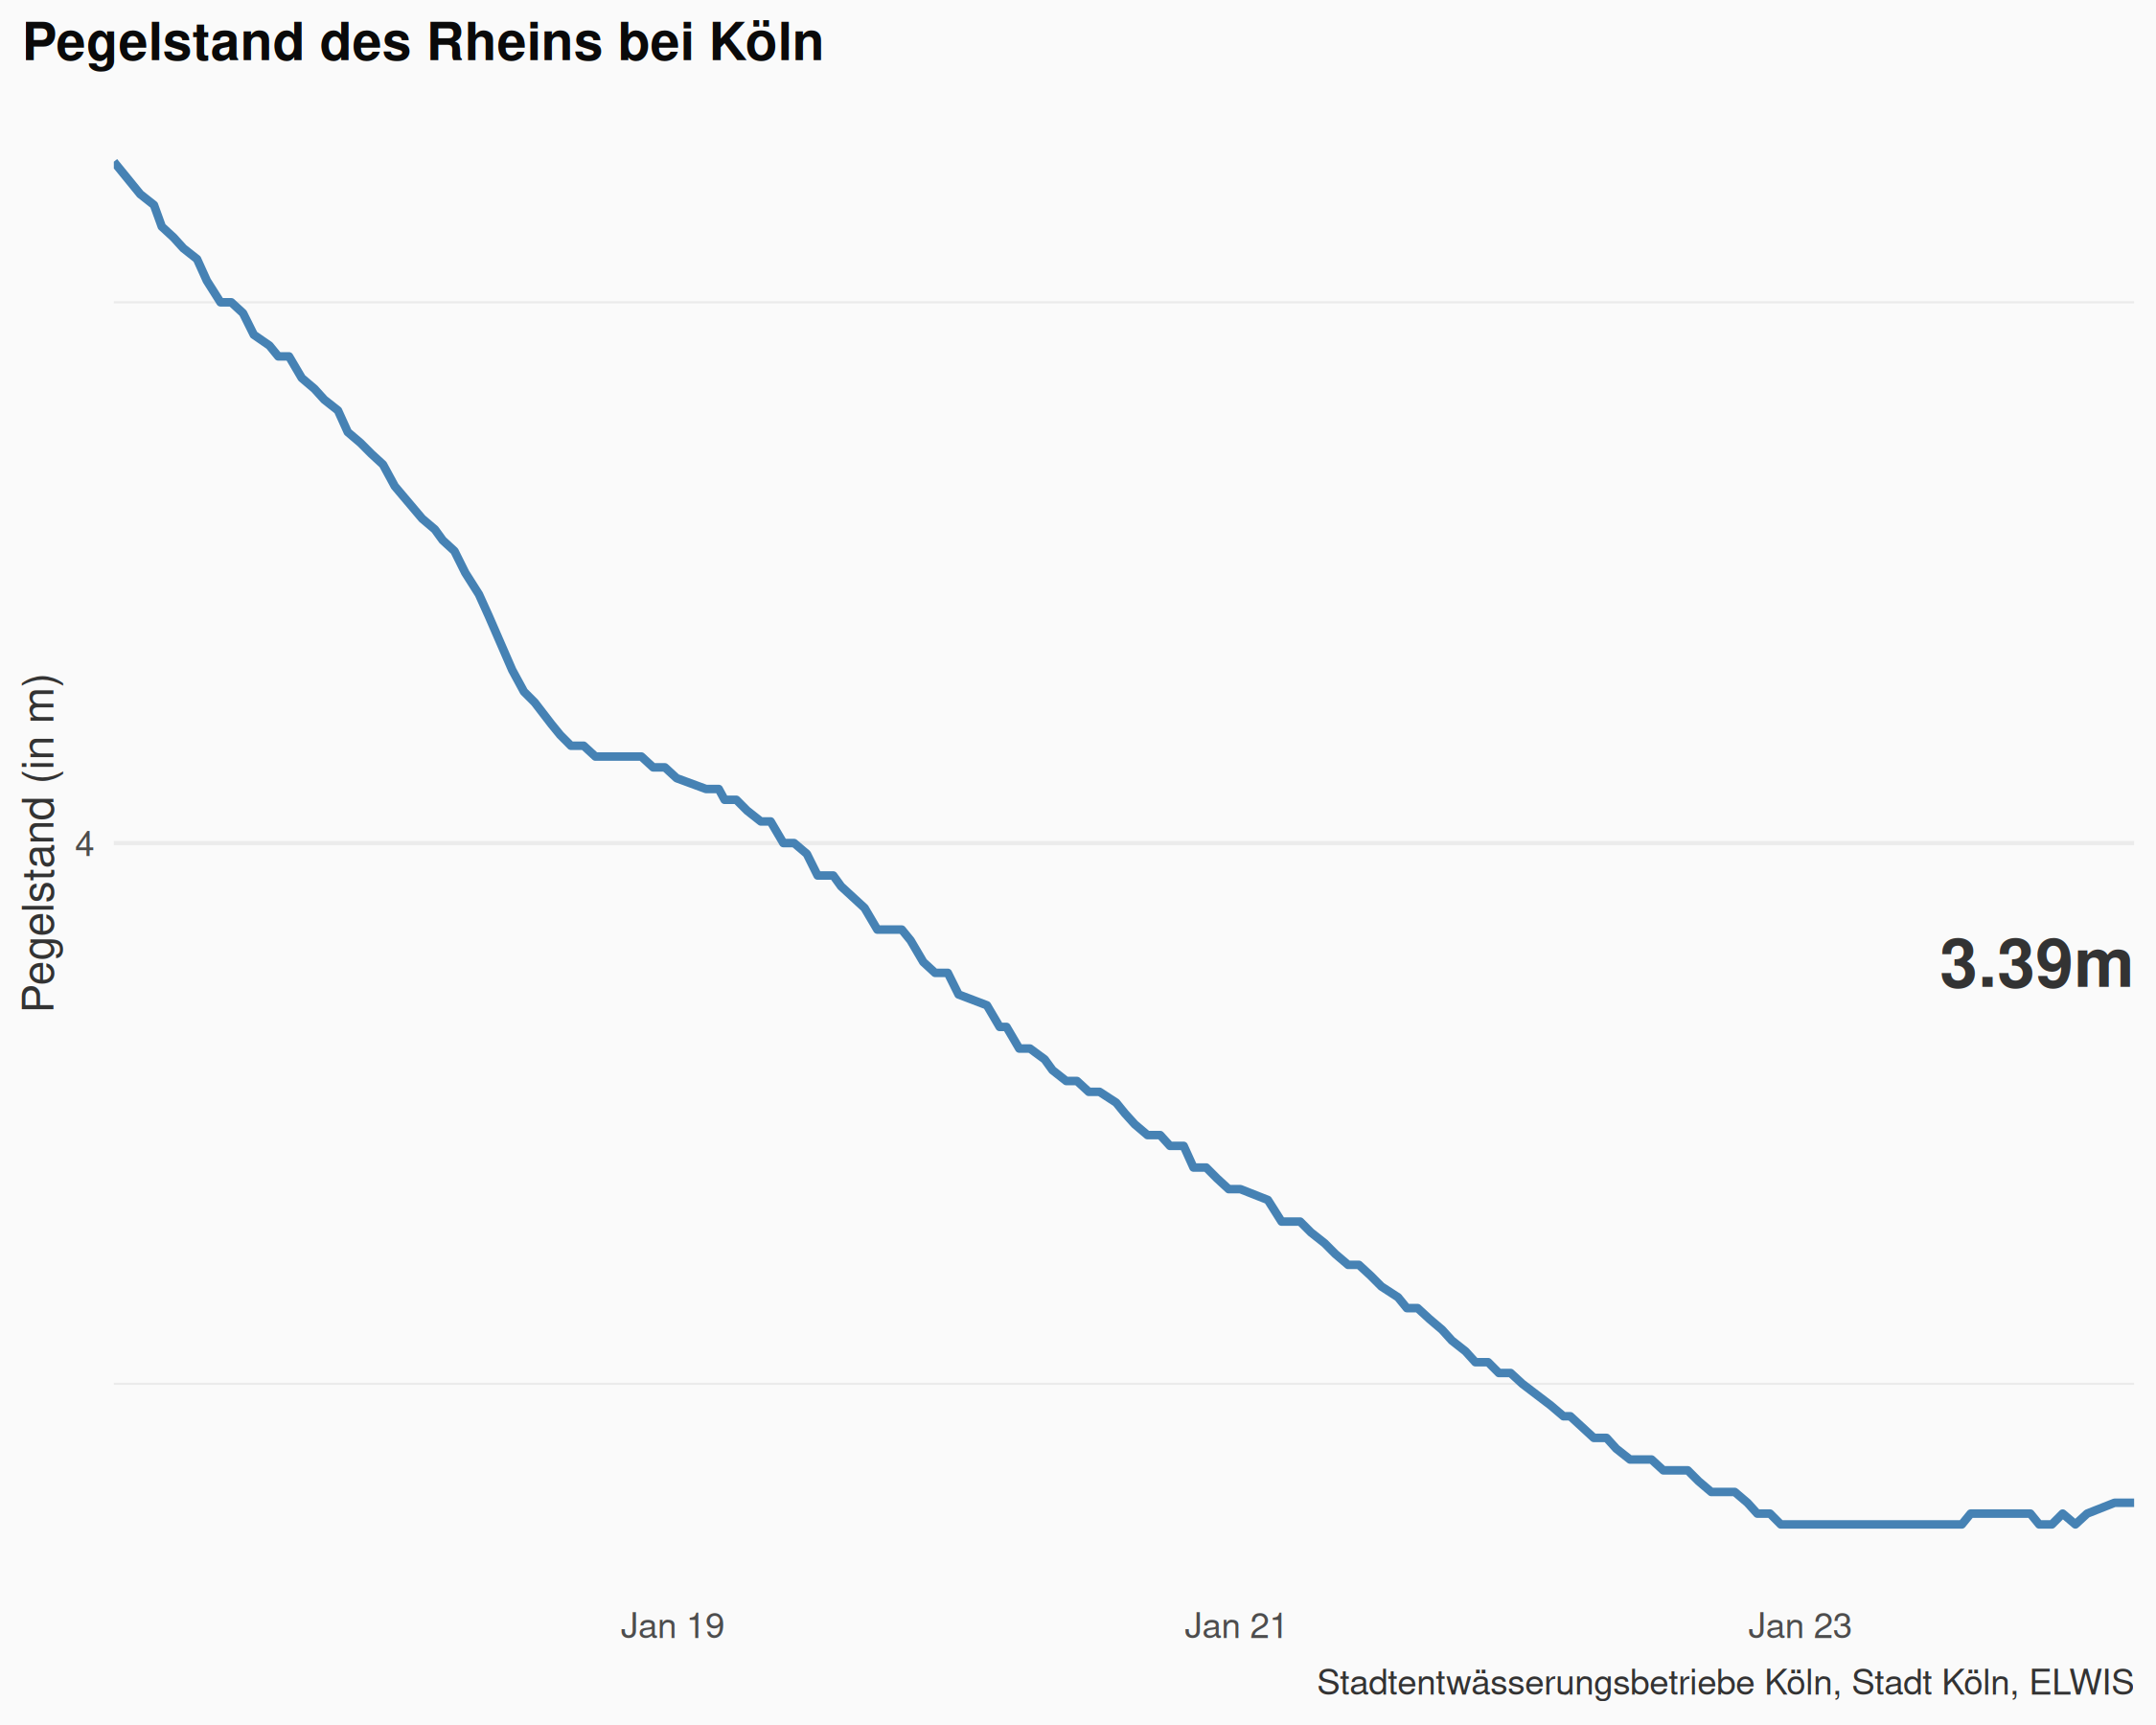 Pegelstand des Rheins bei Köln
Pegelstand (in m)
4
3.39m
Jan 19
Jan 21
Jan 23
Stadtentwässerungsbetriebe Köln, Stadt Köln, ELWIS